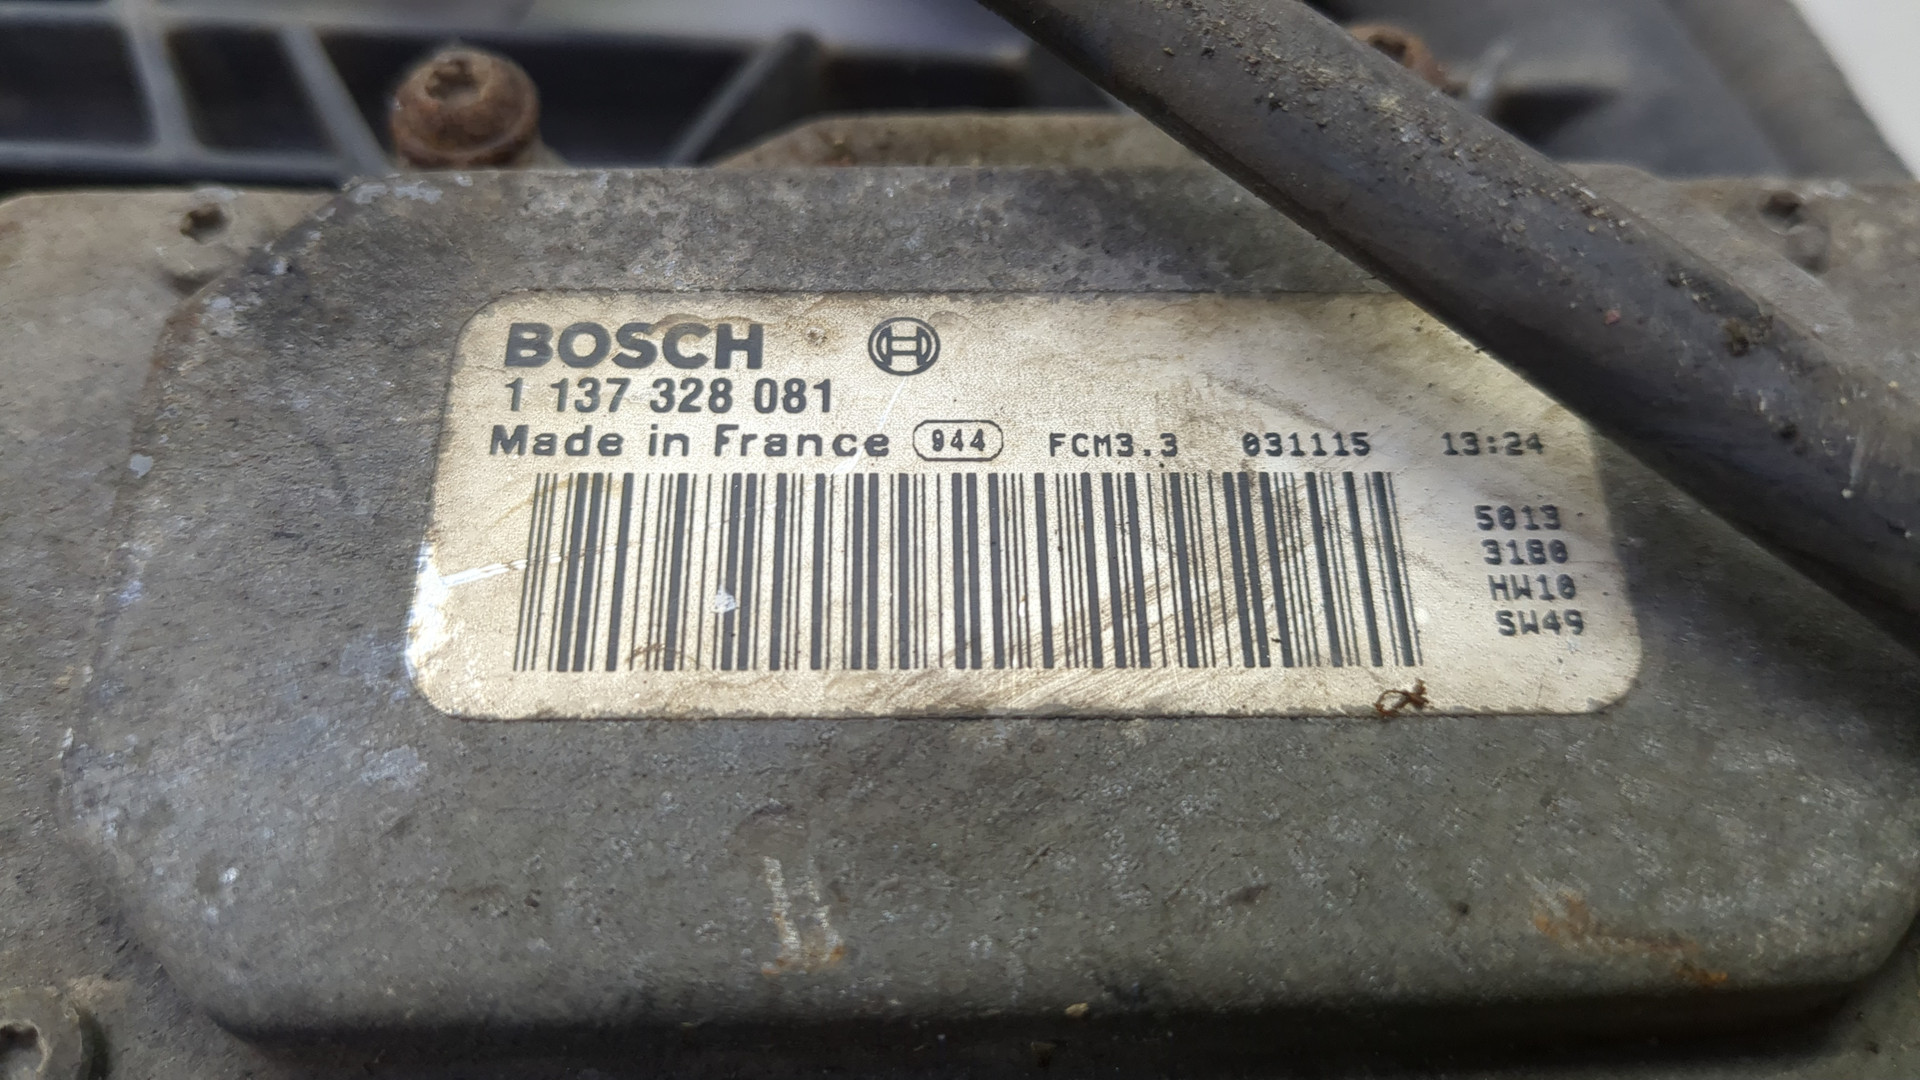 BOSCH
1 137 328 081
Made in France 944 FCM3.3 031115 13:24
5013
3180
HW10
SW49